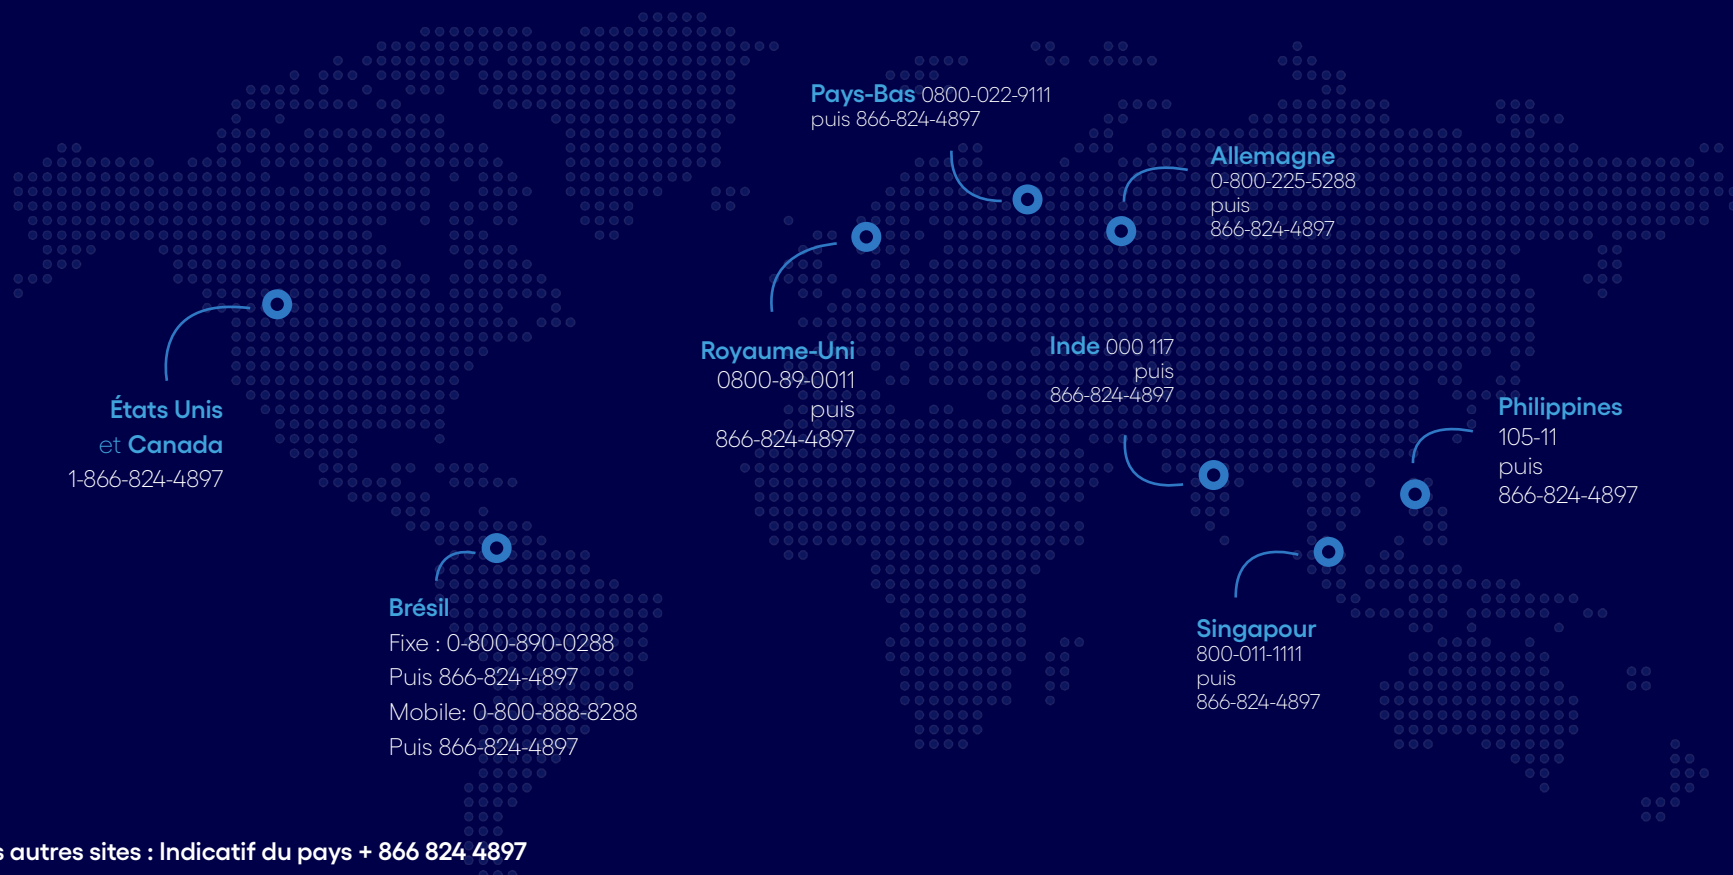 Pays-Bas 0800-022-9111
puis 866-824-4897
Allemagne
0-800-225-5288
puis
866-824-4897
Royaume-Uni
0800-89-0011
puis
866-824-4897
Inde 000 117
puis
866-824-4897
États Unis
et Canada
1-866-824-4897
Philippines
105-11
puis
866-824-4897
Brésil
Fixe : 0-800-890-0288
Puis 866-824-4897
Mobile: 0-800-888-8288
Puis 866-824-4897
Singapour
800-011-1111
puis
866-824-4897
autres sites : Indicatif du pays + 866 824 4897